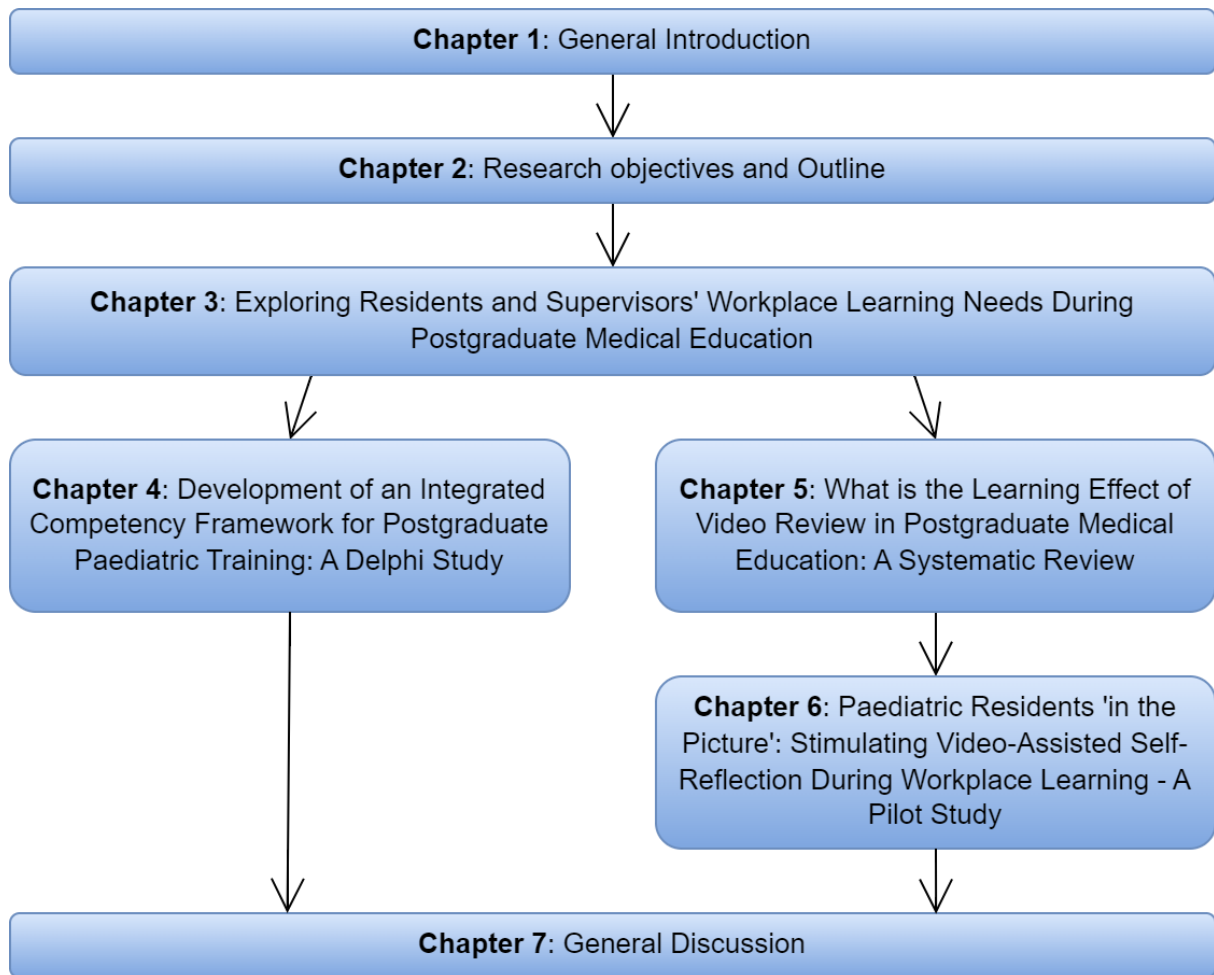 Chapter 1: General Introduction
Chapter 2: Research objectives and Outline
Chapter 3: Exploring Residents and Supervisors' Workplace Learning Needs During
Postgraduate Medical Education
Chapter 4: Development of an Integrated
Competency Framework for Postgraduate
Paediatric Training: A Delphi Study
Chapter 5: What is the Learning Effect of
Video Review in Postgraduate Medical
Education: A Systematic Review
Chapter 6: Paediatric Residents 'in the
Picture': Stimulating Video-Assisted Self-
Reflection During Workplace Learning - A
Pilot Study
Chapter 7: General Discussion